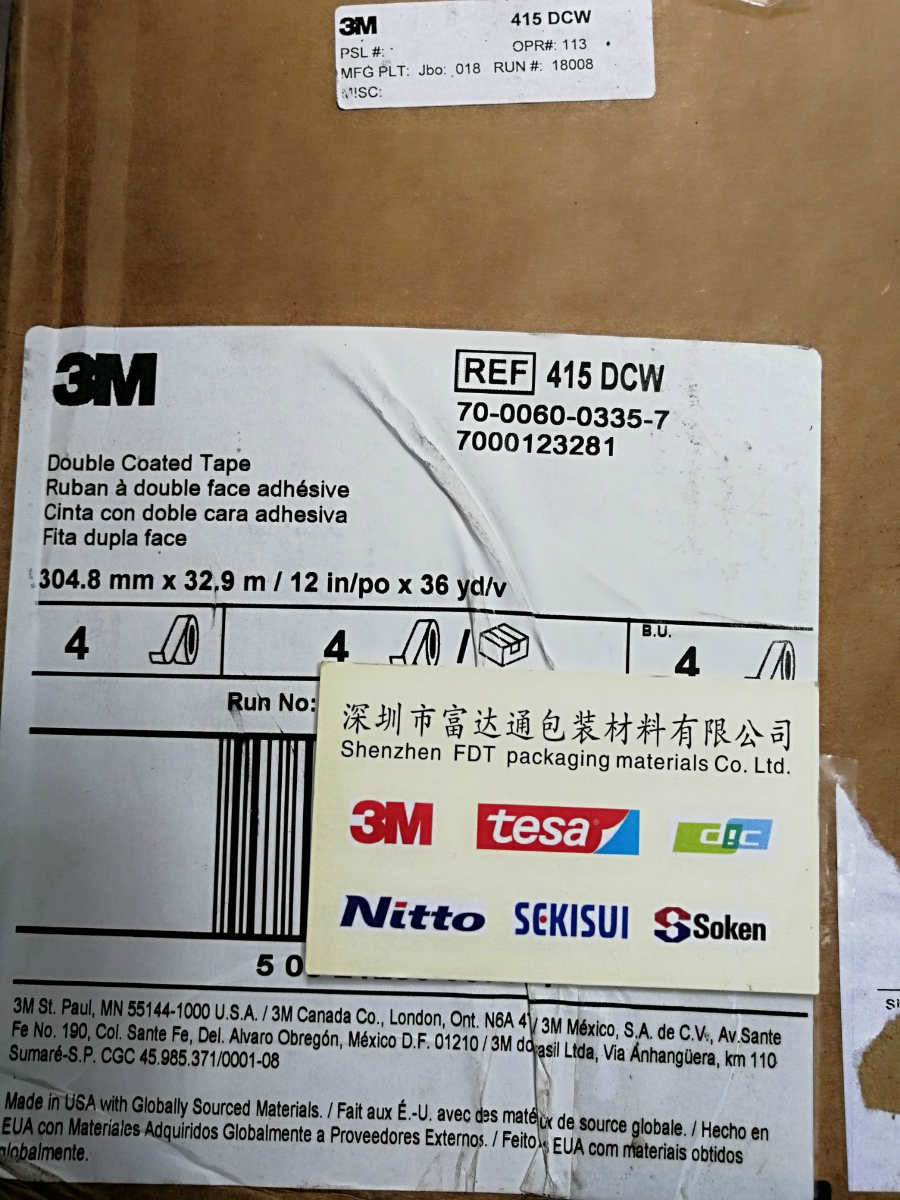 3M
415 DCW
PSL #:
OPR#: 113
MFG PLT: Jbo: 018 RUN #: 18008
MISC:
3M
REF 415 DCW
70-0060-0335-7
7000123281
Double Coated Tape
Ruban à double face adhésive
Cinta con doble cara adhesiva
Fita dupla face
304.8 mm x 32.9 m / 12 in/po x 36 yd/v
4
4 /
B.U.
4
Run No:
深圳市富达通包装材料有限公司
Shenzhen FDT packaging materials Co. Ltd.
3M tesa dic
Nitto SEKISUI Soken
5 0
3M St. Paul, MN 55144-1000 U.S.A. / 3M Canada Co., London, Ont. N6A 4 / 3M México, S.A. de C.V., Av.Sante
Fe No. 190, Col. Sante Fe, Del. Alvaro Obregón, México D.F. 01210 / 3M do asil Ltda, Via Anhangüera, km 110
Sumaré-S.P. CGC 45.985.371/0001-08
Made in USA with Globally Sourced Materials. / Fait aux É.-U. avec des maté ux de source globale. / Hecho en
EUA con Materiales Adquiridos Globalmente a Proveedores Externos. / Feito EUA com materiais obtidos
globalmente.